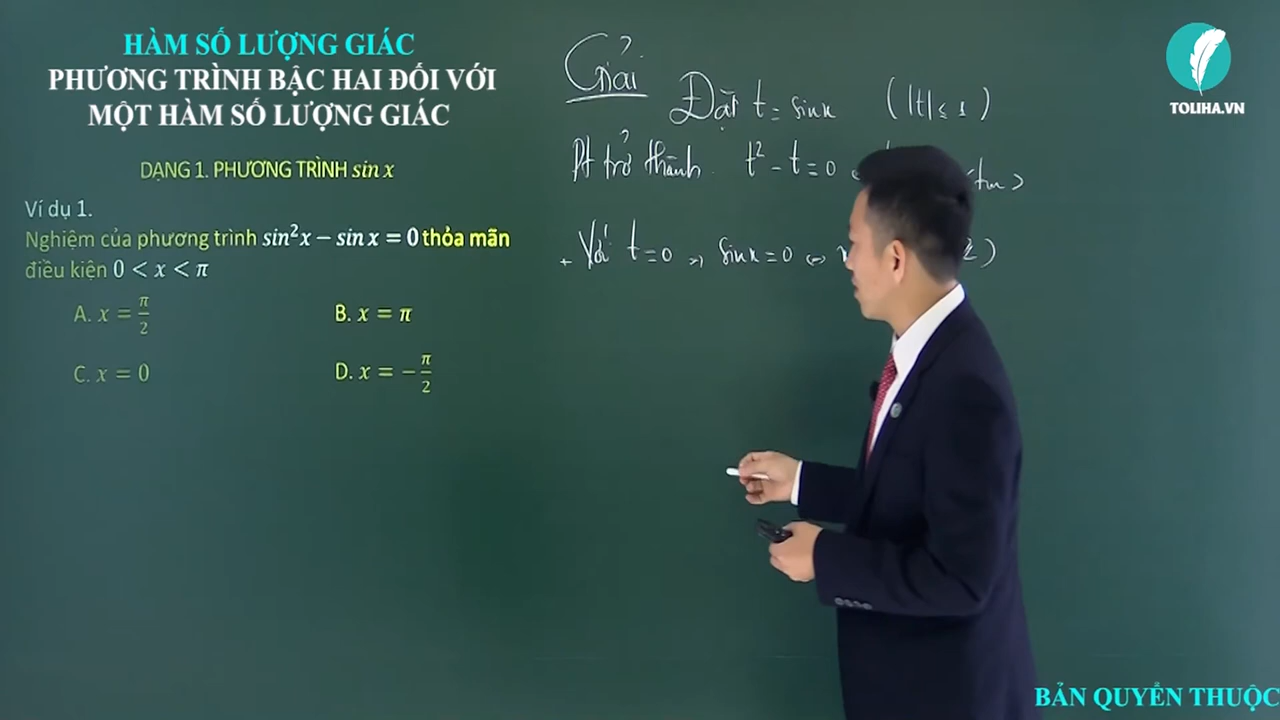 HÀM SỐ LƯỢNG GIÁC
PHƯƠNG TRÌNH BẬC HAI ĐỐI VỚI
MỘT HÀM SỐ LƯỢNG GIÁC
DẠNG 1. PHƯƠNG TRÌNH sin x
Ví dụ 1.
Nghiệm của phương trình sin²x − sin x = 0 thỏa mãn
điều kiện 0 < x < π
A. x = π/2
B. x = π
C. x = 0
D. x = −π/2
Giải
Đặt t = sinx (|t| ≤ 1)
Pt trở thành t² - t = 0 (tm)
+ Với t = 0 => sinx = 0 <=>
TOLIHA.VN
BẢN QUYỀN THUỘC